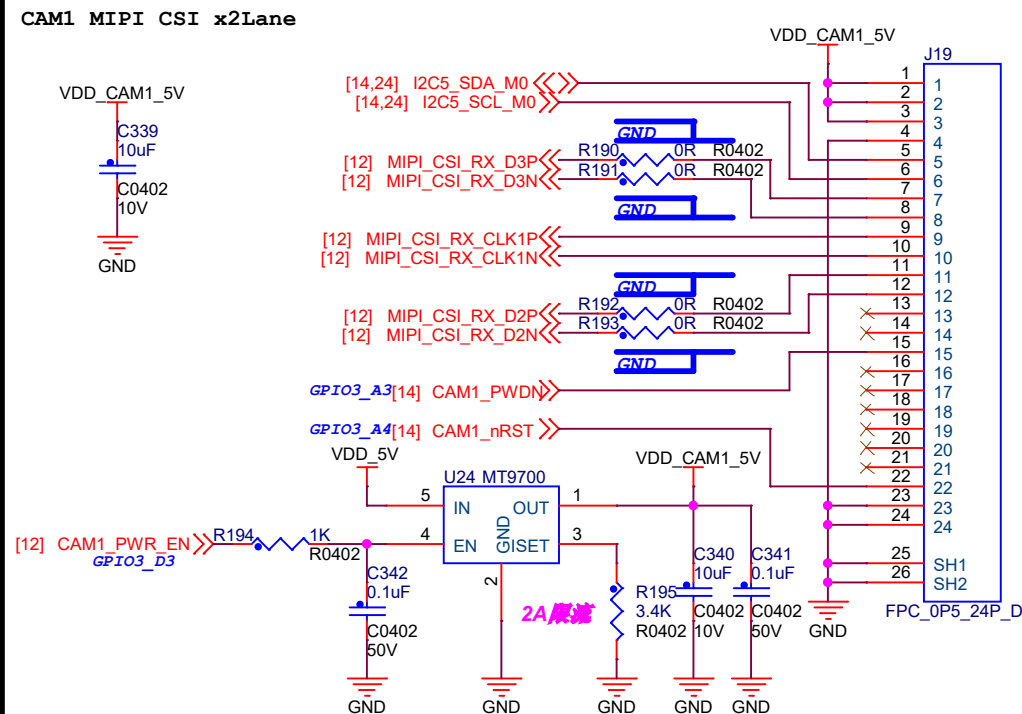 CAM1 MIPI CSI x2Lane
VDD_CAM1_5V
C339
10uF
C0402
10V
GND
VDD_CAM1_5V
J19
[14,24] I2C5_SDA_M0
[14,24] I2C5_SCL_M0
GND
[12] MIPI_CSI_RX_D3P R190 0R R0402
[12] MIPI_CSI_RX_D3N R191 0R R0402
GND
[12] MIPI_CSI_RX_CLK1P
[12] MIPI_CSI_RX_CLK1N
GND
[12] MIPI_CSI_RX_D2P R192 0R R0402
[12] MIPI_CSI_RX_D2N R193 0R R0402
GND
GPIO3_A3 [14] CAM1_PWDN
GPIO3_A4 [14] CAM1_nRST
1 1
2 2
3 3
4 4
5 5
6 6
7 7
8 8
9 9
10 10
11 11
12 12
13 13
14 14
15 15
16 16
17 17
18 18
19 19
20 20
21 21
22 22
23 23
24 24
25 SH1
26 SH2
FPC_0P5_24P_D
GND
VDD_5V
U24 MT9700
VDD_CAM1_5V
5 IN OUT 1
4 EN GND ISET 3
2
[12] CAM1_PWR_EN R194 1K
GPIO3_D3
R0402
C342
0.1uF
C0402
50V
GND
GND
2A限流
R195
3.4K
R0402
GND
C340
10uF
C0402
10V
GND
C341
0.1uF
C0402
50V
GND